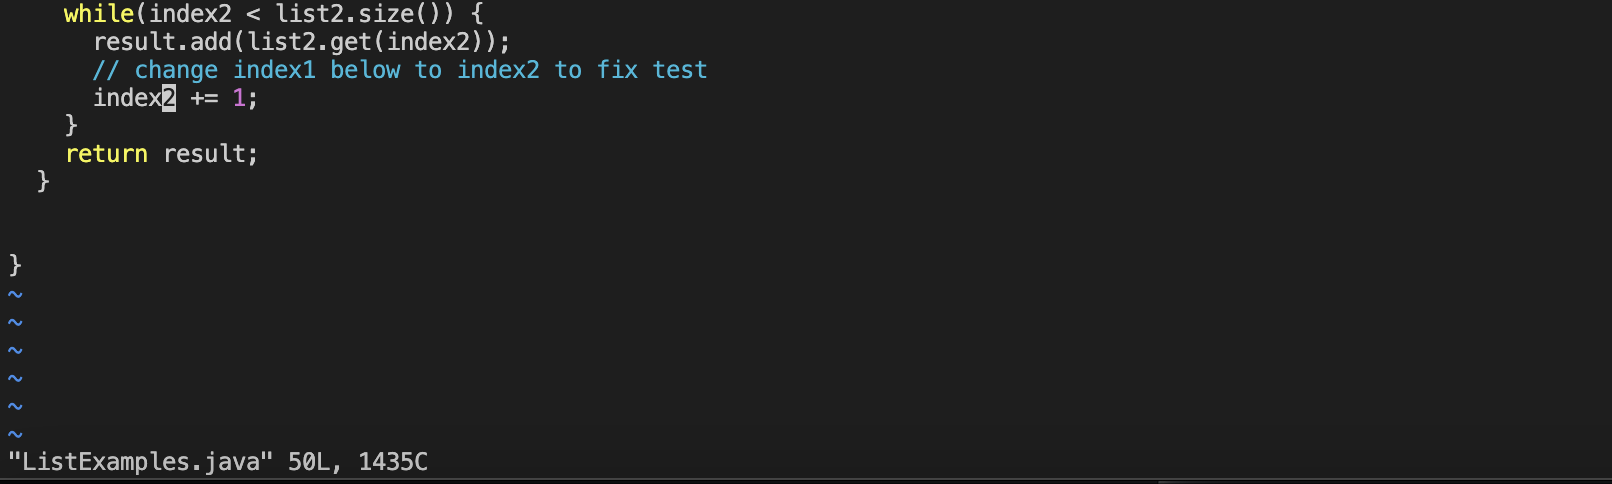 while(index2 < list2.size()) {
      result.add(list2.get(index2));
      // change index1 below to index2 to fix test
      index2 += 1;
    }
    return result;
  }


}
~
~
~
~
~
~
"ListExamples.java" 50L, 1435C